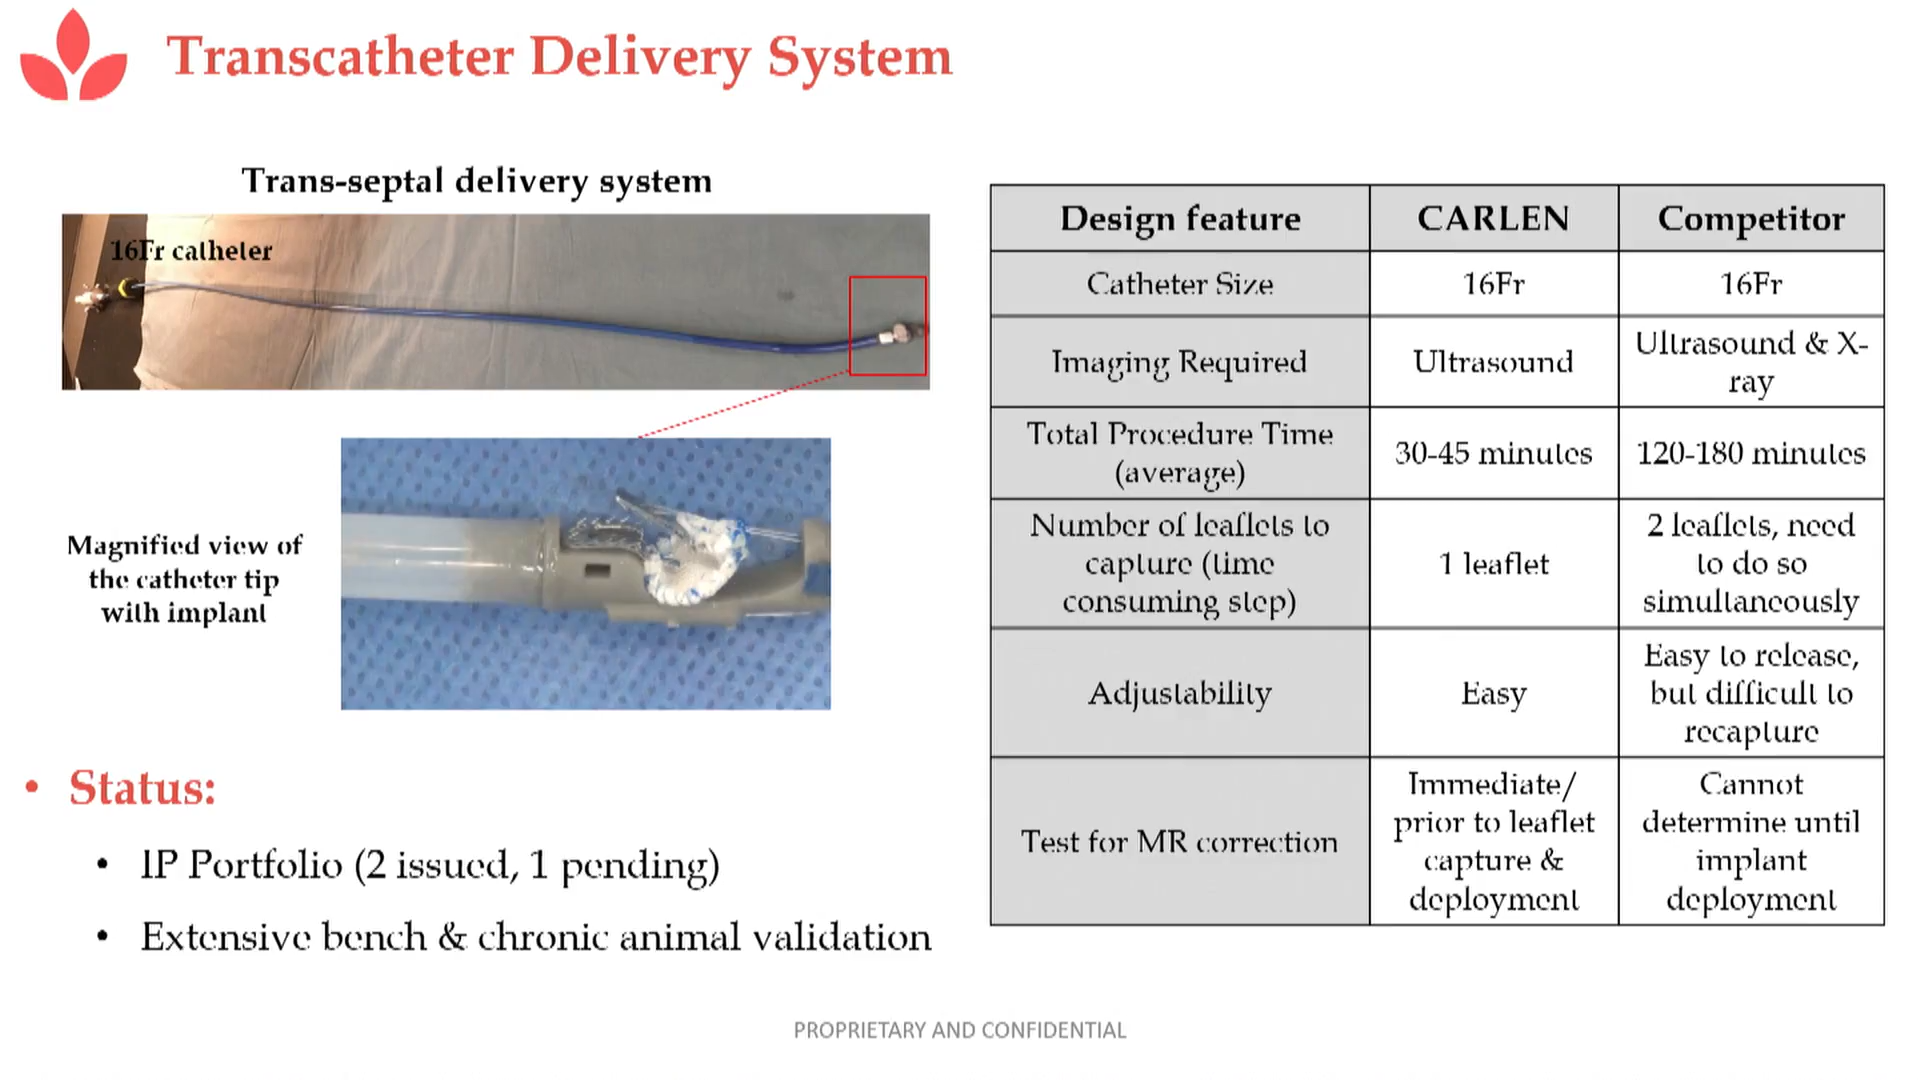 Transcatheter Delivery System
Trans-septal delivery system
16Fr catheter
Magnified view of
the catheter tip
with implant
• Status:
• IP Portfolio (2 issued, 1 pending)
• Extensive bench & chronic animal validation
Design feature CARLEN Competitor
Catheter Size 16Fr 16Fr
Imaging Required Ultrasound Ultrasound & X-
ray
Total Procedure Time
(average) 30-45 minutes 120-180 minutes
Number of leaflets to
capture (time
consuming step) 1 leaflet 2 leaflets, need
to do so
simultaneously
Adjustability Easy Easy to release,
but difficult to
recapture
Test for MR correction Immediate/
prior to leaflet
capture &
deployment Cannot
determine until
implant
deployment
PROPRIETARY AND CONFIDENTIAL